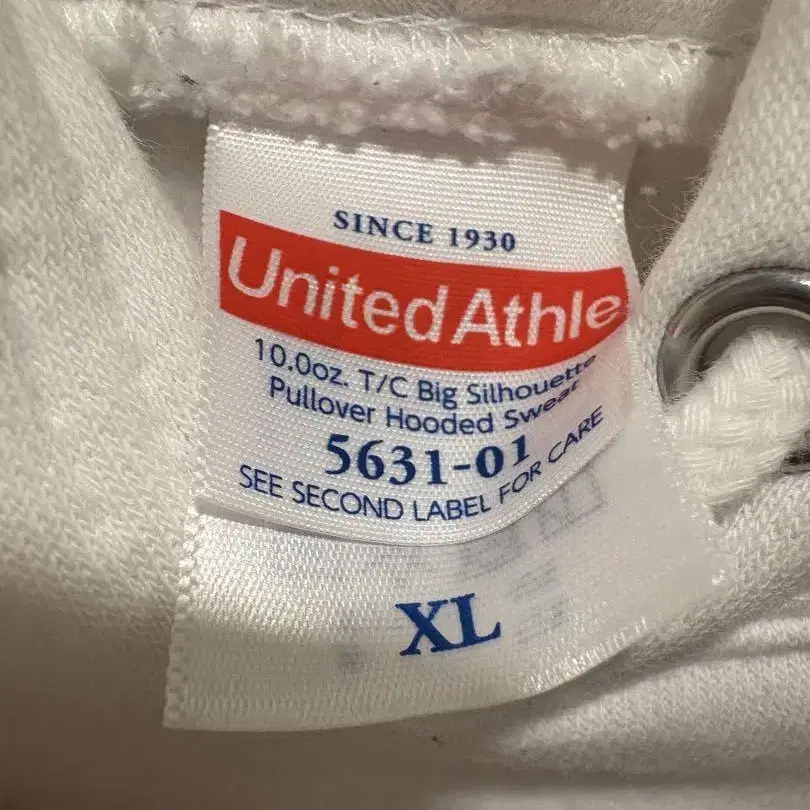 SINCE 1930
United Athle
10.0oz. T/C Big Silhouette
Pullover Hooded Sweat
5631-01
SEE SECOND LABEL FOR CARE
XL